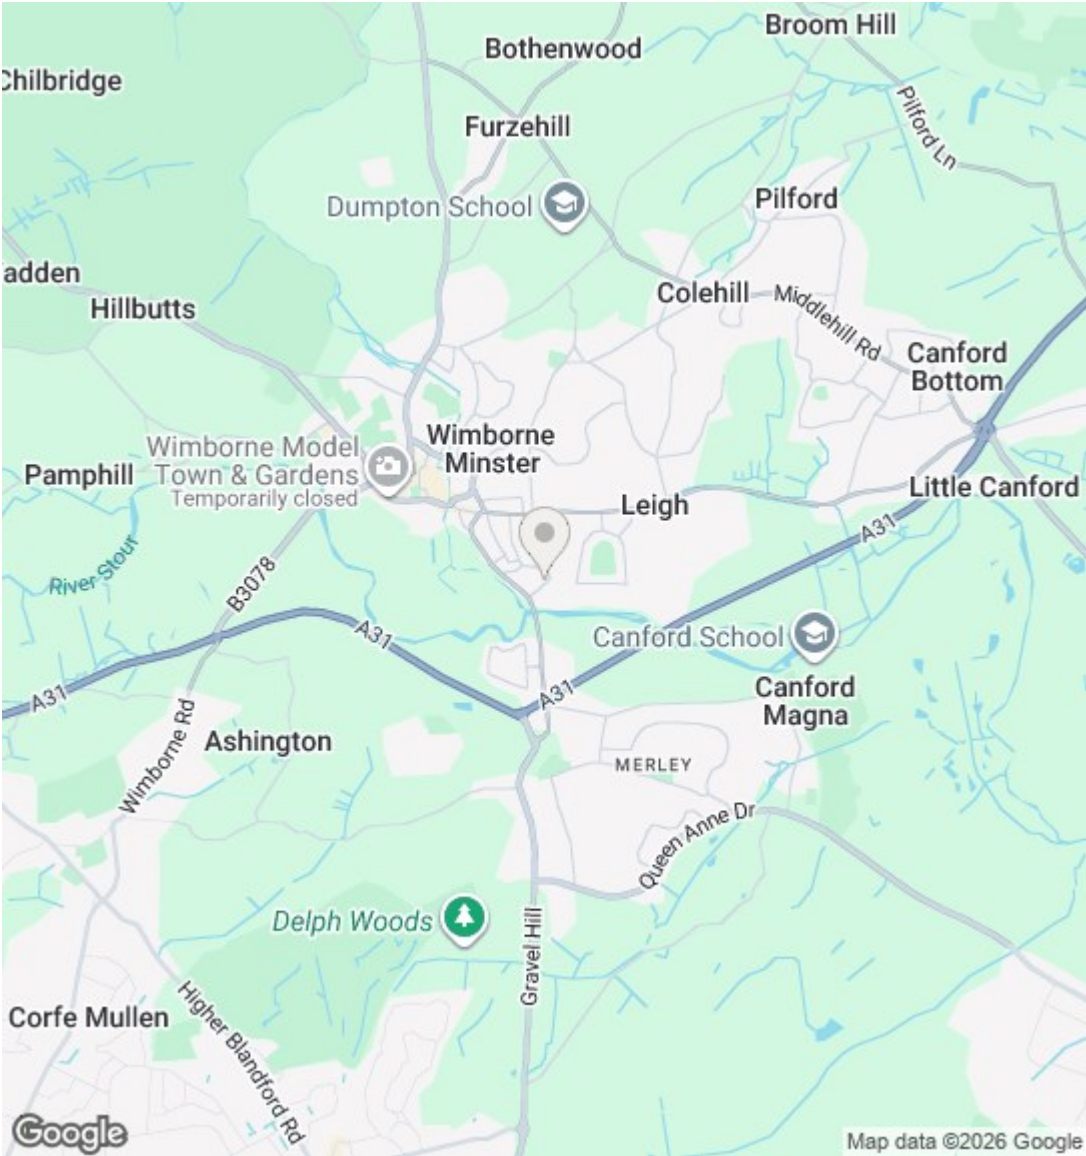 Broom Hill
Bothenwood
Chilbridge
Pilford Ln
Furzehill
Pilford
Dumpton School
adden
Colehill
Middlehill Rd
Hillbutts
Canford
Bottom
Wimborne
Minster
Wimborne Model
Town & Gardens
Temporarily closed
Pamphill
Little Canford
Leigh
A31
River Stour
B3078
A31
Canford School
A31
A31
Canford
Magna
Ashington
Wimborne Rd
MERLEY
Queen Anne Dr
Delph Woods
Gravel Hill
Corfe Mullen
Higher Blandford Rd
Google
Map data ©2026 Google